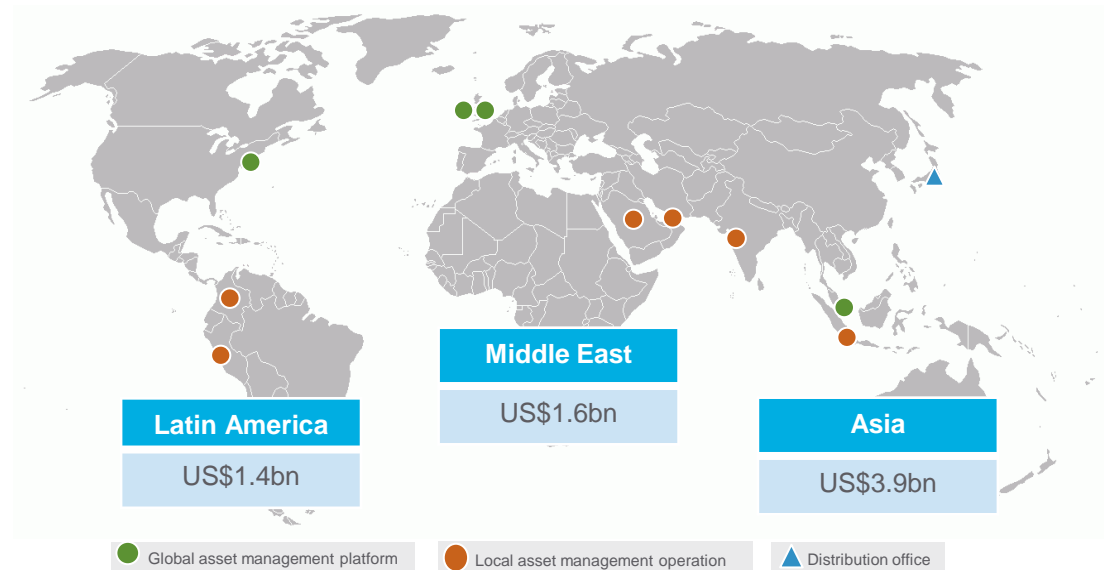 Middle East
US$1.6bn
Latin America
US$1.4bn
Asia
US$3.9bn
Global asset management platform
Local asset management operation
Distribution office